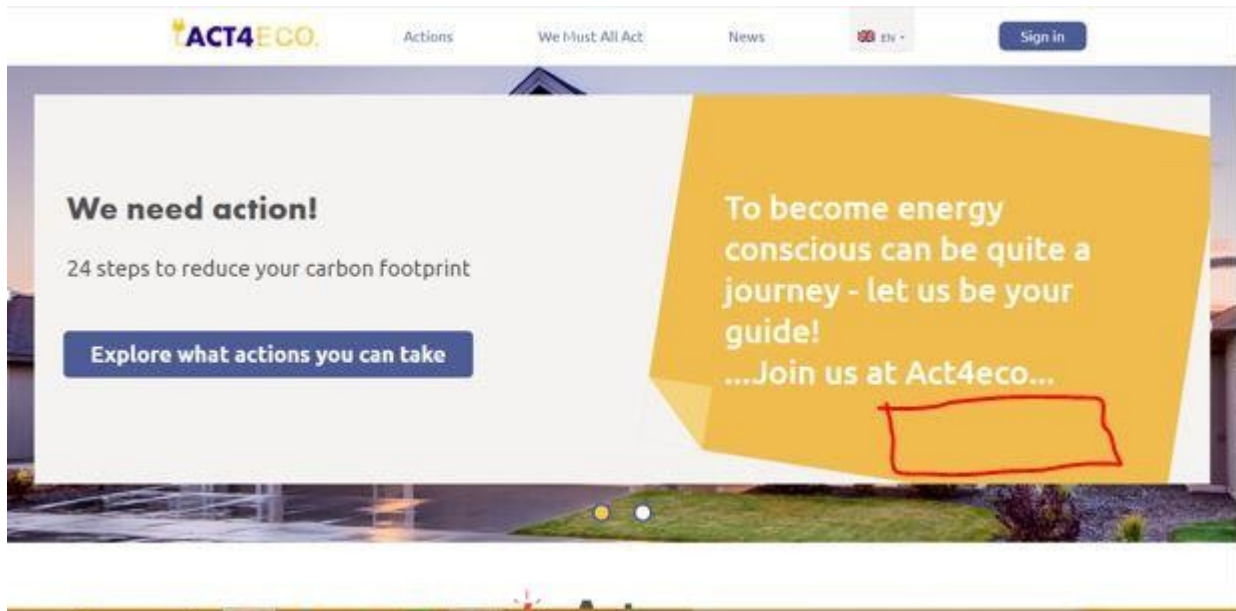 ACT4ECO.
Actions
We Must All Act
News
EN
Sign in
We need action!
24 steps to reduce your carbon footprint
Explore what actions you can take
To become energy
conscious can be quite a
journey - let us be your
guide!
....Join us at Act4eco...